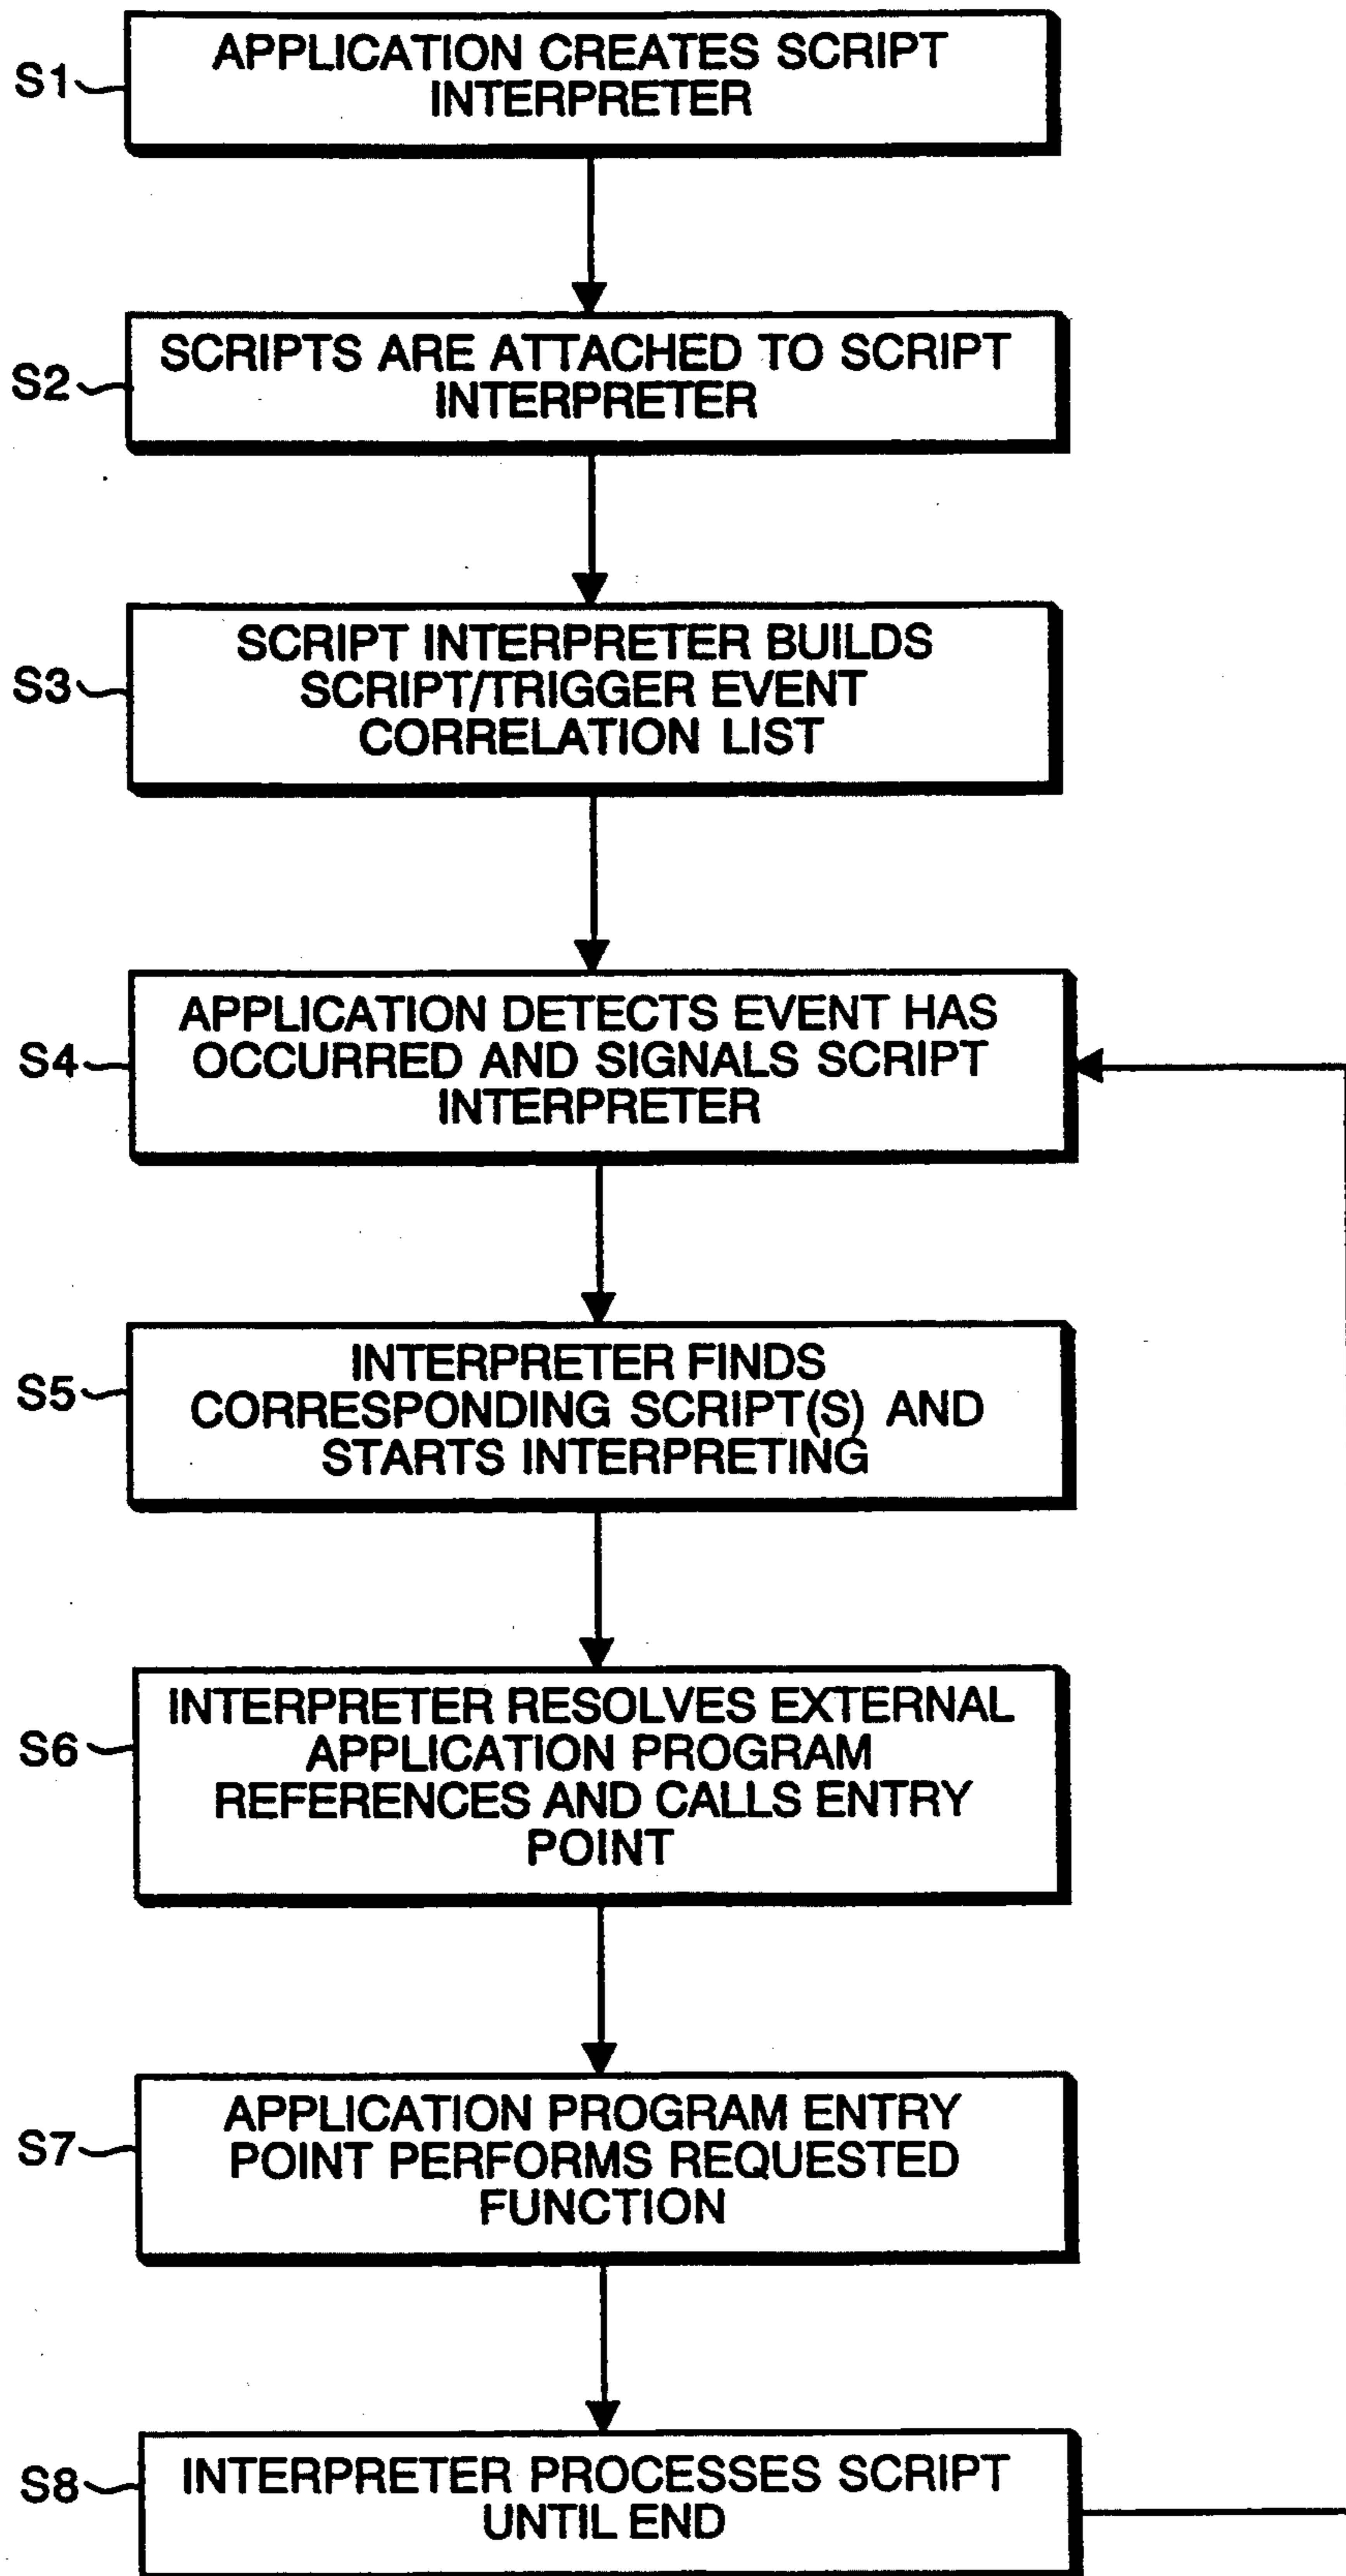 S1
APPLICATION CREATES SCRIPT
INTERPRETER
S2
SCRIPTS ARE ATTACHED TO SCRIPT
INTERPRETER
S3
SCRIPT INTERPRETER BUILDS
SCRIPT/TRIGGER EVENT
CORRELATION LIST
S4
APPLICATION DETECTS EVENT HAS
OCCURRED AND SIGNALS SCRIPT
INTERPRETER
S5
INTERPRETER FINDS
CORRESPONDING SCRIPT(S) AND
STARTS INTERPRETING
S6
INTERPRETER RESOLVES EXTERNAL
APPLICATION PROGRAM
REFERENCES AND CALLS ENTRY
POINT
S7
APPLICATION PROGRAM ENTRY
POINT PERFORMS REQUESTED
FUNCTION
S8
INTERPRETER PROCESSES SCRIPT
UNTIL END